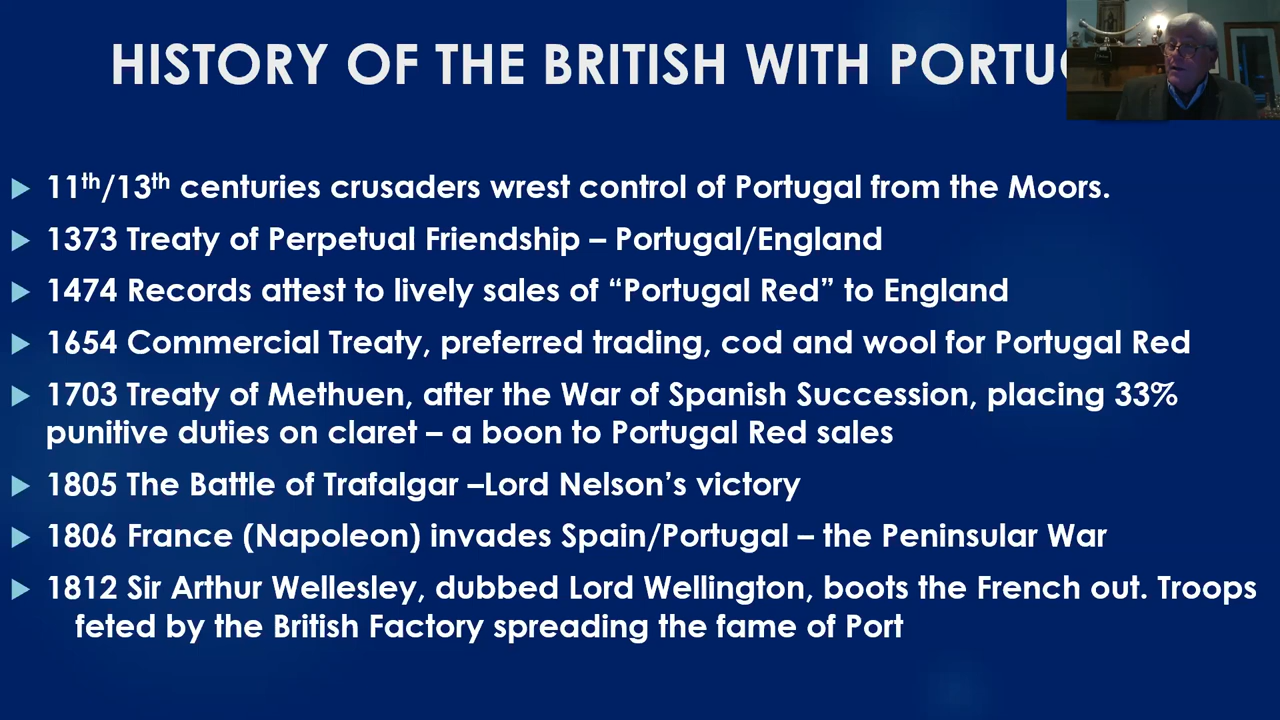 HISTORY OF THE BRITISH WITH
11th/13th centuries crusaders wrest control of Portugal from the Moors.
1373 Treaty of Perpetual Friendship – Portugal/England
1474 Records attest to lively sales of “Portugal Red” to England
1654 Commercial Treaty, preferred trading, cod and wool for Portugal Red
1703 Treaty of Methuen, after the War of Spanish Succession, placing 33%
punitive duties on claret – a boon to Portugal Red sales
1805 The Battle of Trafalgar –Lord Nelson’s victory
1806 France (Napoleon) invades Spain/Portugal – the Peninsular War
1812 Sir Arthur Wellesley, dubbed Lord Wellington, boots the French out. Troops
feted by the British Factory spreading the fame of Port